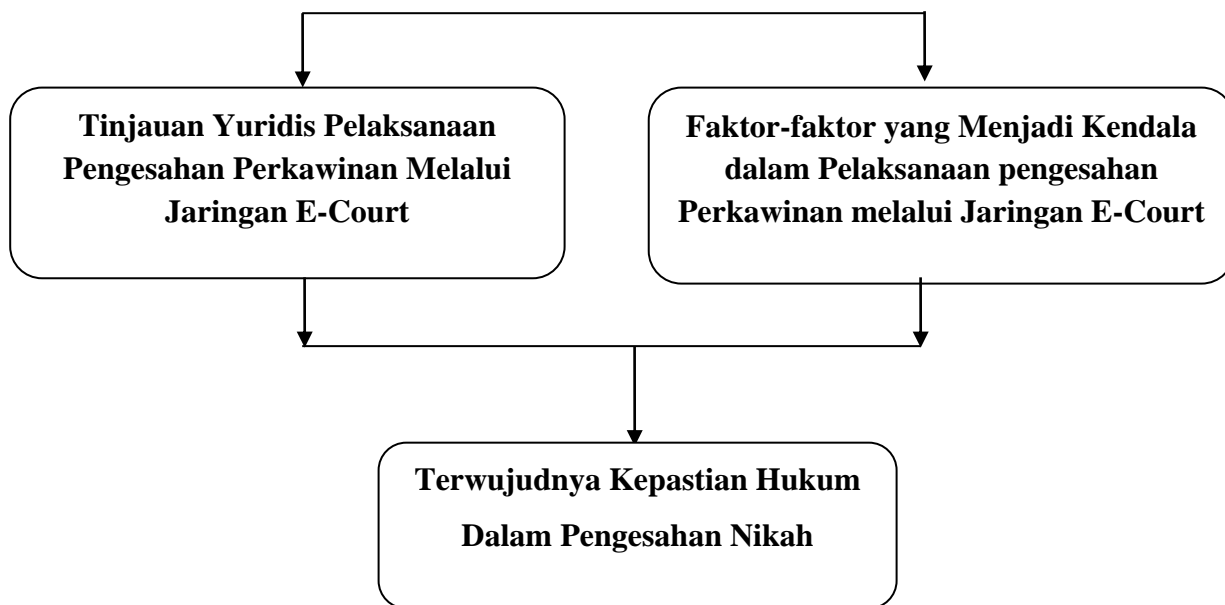 Tinjauan Yuridis Pelaksanaan
Pengesahan Perkawinan Melalui
Jaringan E-Court
Faktor-faktor yang Menjadi Kendala
dalam Pelaksanaan pengesahan
Perkawinan melalui Jaringan E-Court
Terwujudnya Kepastian Hukum
Dalam Pengesahan Nikah